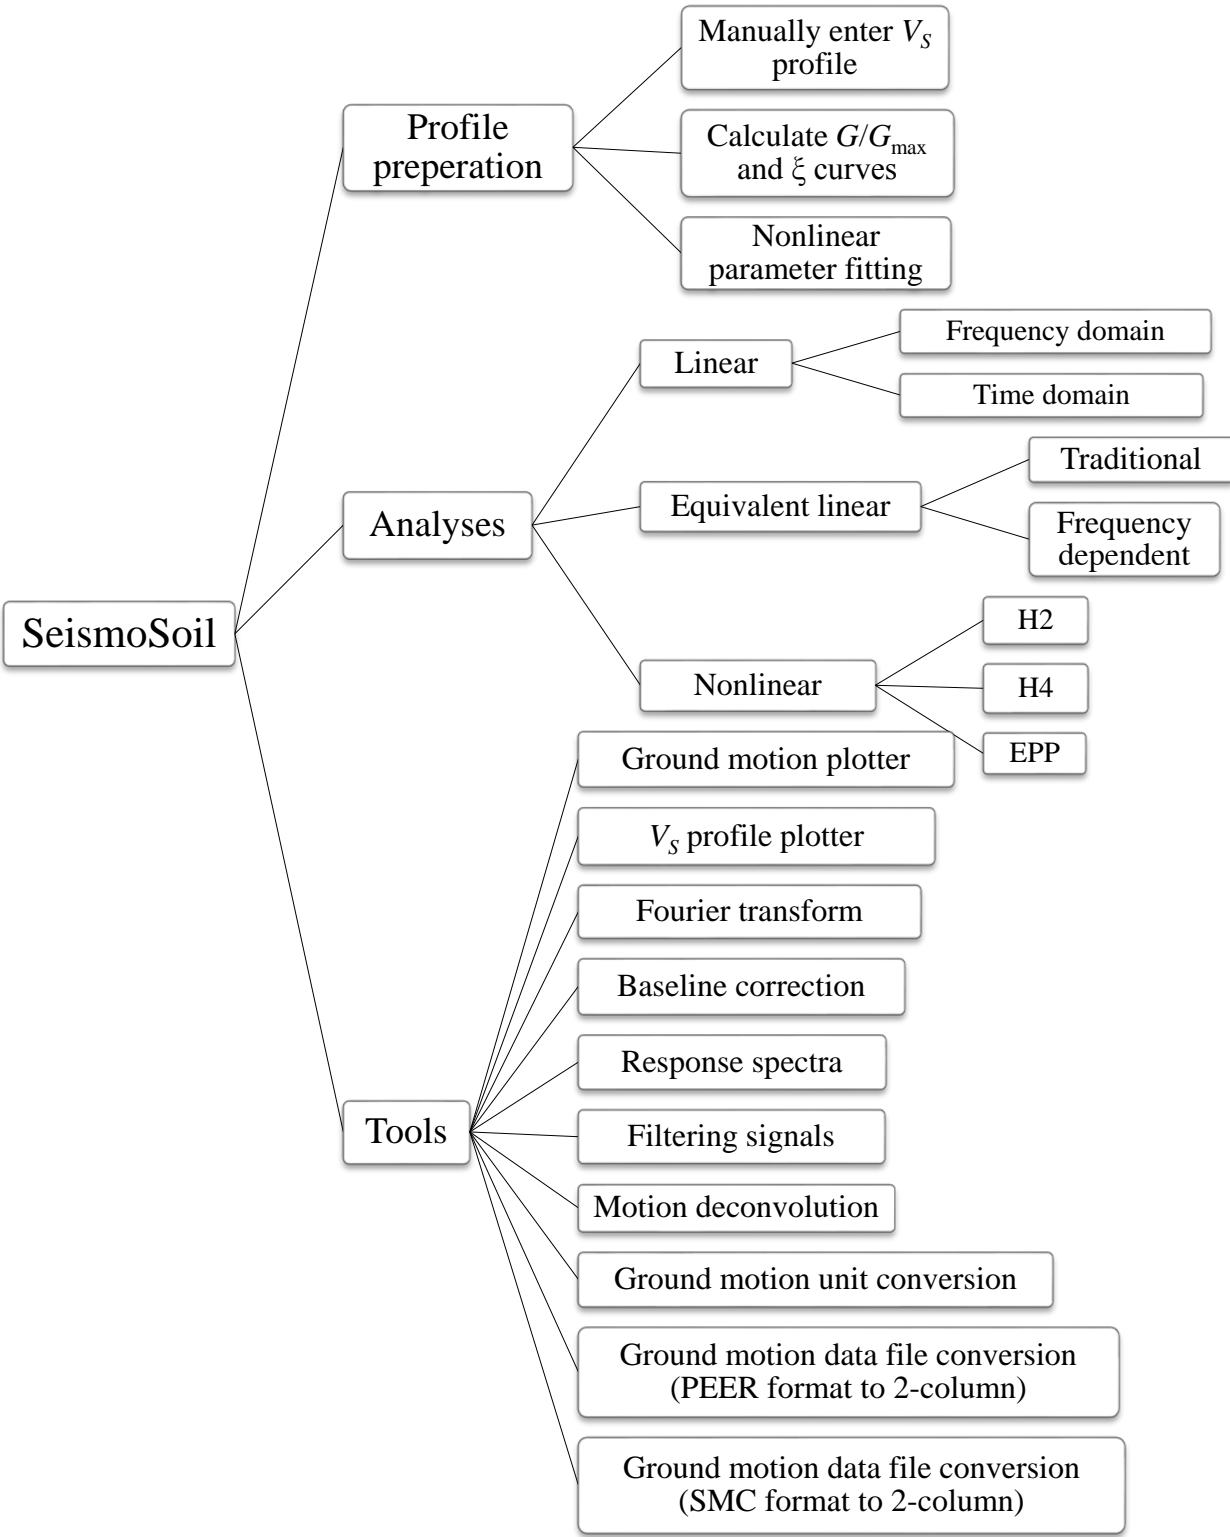 SeismoSoil
Profile
preperation
Manually enter V_S
profile
Calculate G/G_max
and ξ curves
Nonlinear
parameter fitting
Analyses
Linear
Frequency domain
Time domain
Equivalent linear
Traditional
Frequency
dependent
Nonlinear
H2
H4
EPP
Tools
Ground motion plotter
V_S profile plotter
Fourier transform
Baseline correction
Response spectra
Filtering signals
Motion deconvolution
Ground motion unit conversion
Ground motion data file conversion
(PEER format to 2-column)
Ground motion data file conversion
(SMC format to 2-column)